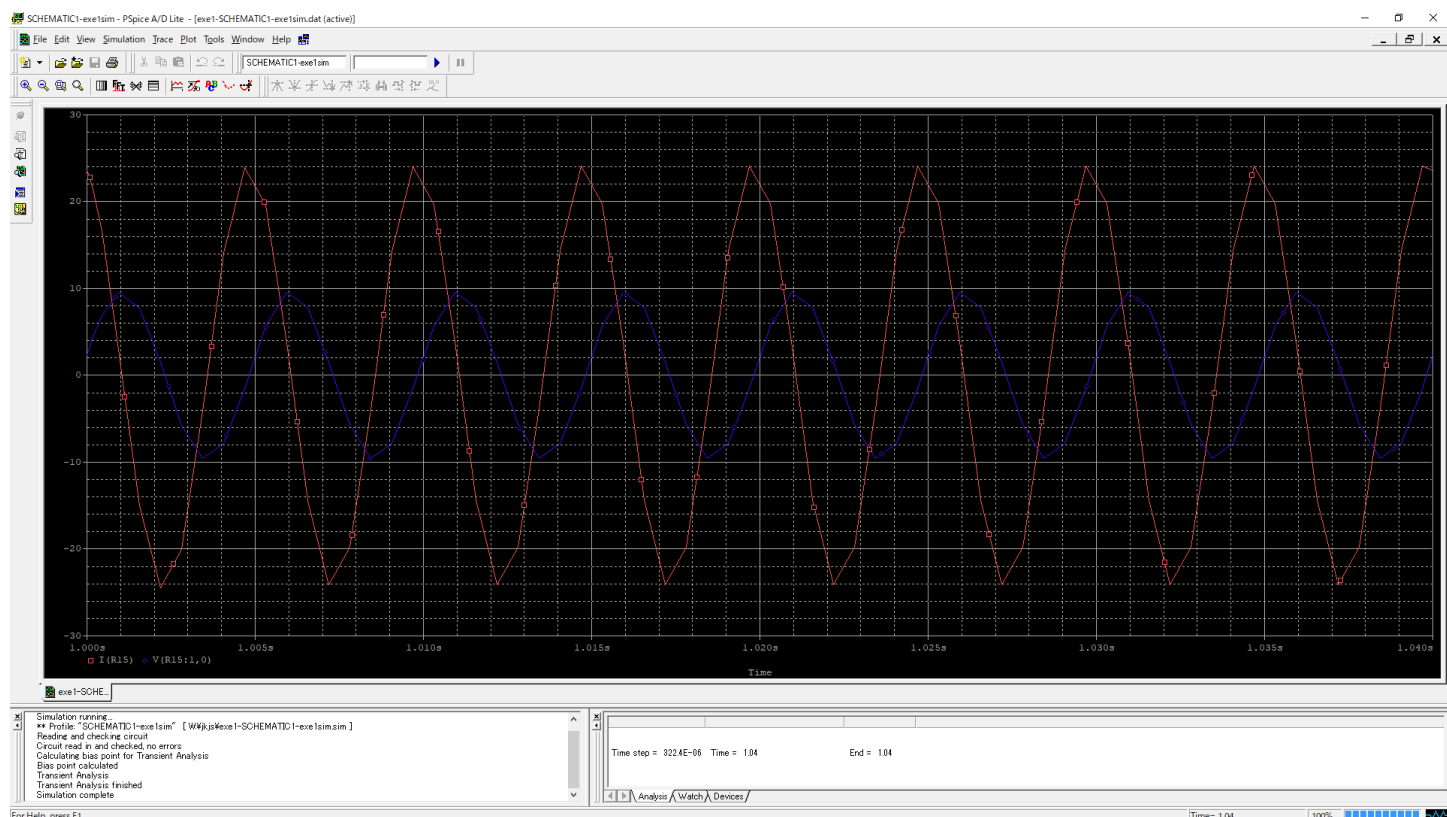 SCHEMATIC1-exe1sim - PSpice A/D Lite - [exe1-SCHEMATIC1-exe1sim.dat (active)]
File Edit View Simulation Trace Plot Tools Window Help
SCHEMATIC1-exe1sim
30
20
10
0
-10
-20
-30
1.000s 1.005s 1.010s 1.015s 1.020s 1.025s 1.030s 1.035s 1.040s
I(R15) V(R15:1,0)
Time
exe1-SCHE...
Simulation running...
** Profile: "SCHEMATIC1-exe1sim" [ W:¥jkjs¥exe1-SCHEMATIC1-exe1sim.sim ]
Reading and checking circuit
Circuit read in and checked, no errors
Calculating bias point for Transient Analysis
Bias point calculated
Transient Analysis
Transient Analysis finished
Simulation complete
Time step = 322.4E-06 Time = 1.04 End = 1.04
Analysis Watch Devices
For Help, press F1 Time= 1.04 100%